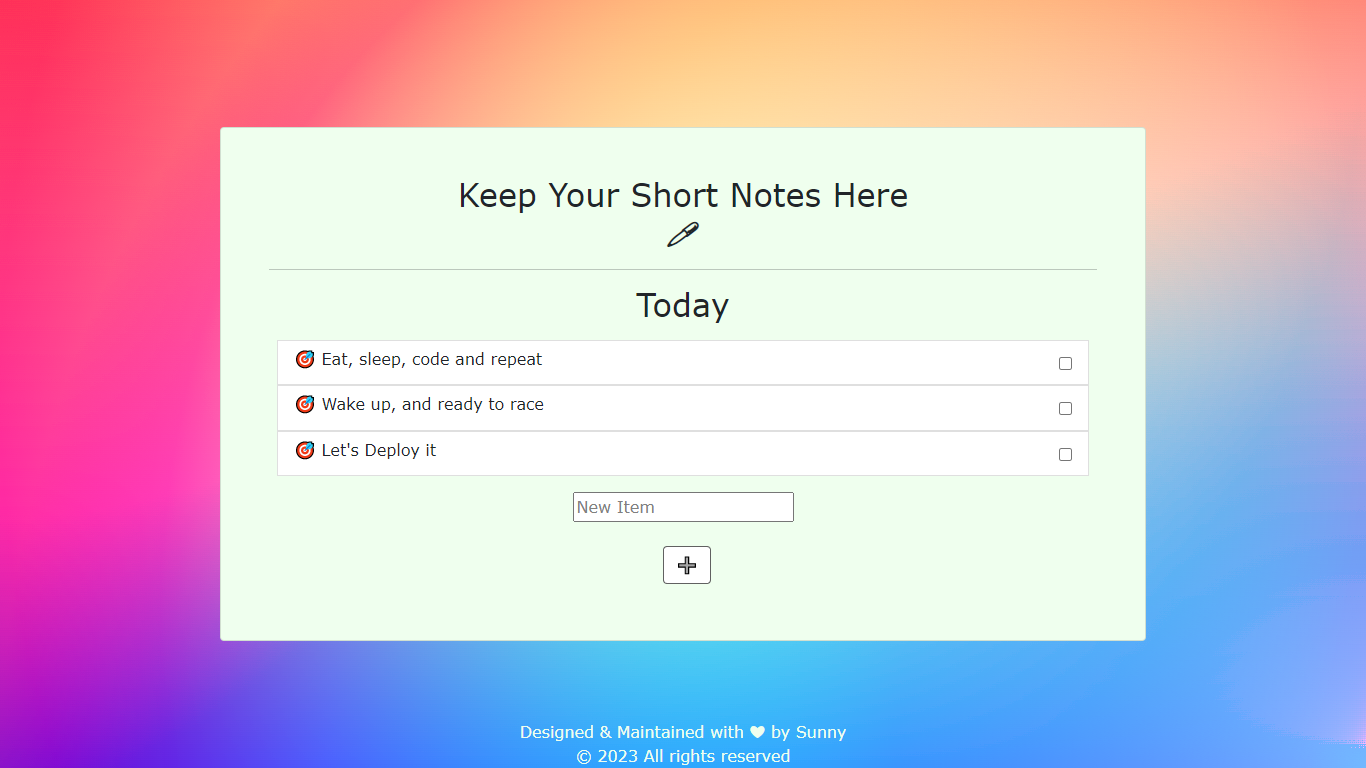 Keep Your Short Notes Here
Today
Eat, sleep, code and repeat
Wake up, and ready to race
Let's Deploy it
New Item
Designed & Maintained with ❤ by Sunny
© 2023 All rights reserved